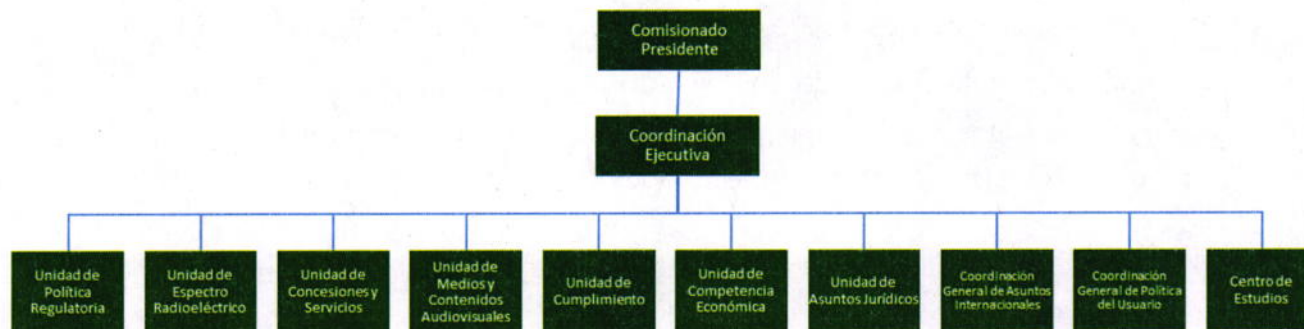 Comisionado
Presidente
Coordinación
Ejecutiva
Unidad de
Política
Regulatoria
Unidad de
Espectro
Radioeléctrico
Unidad de
Concesiones y
Servicios
Unidad de
Medios y
Contenidos
Audiovisuales
Unidad de
Cumplimiento
Unidad de
Competencia
Económica
Unidad de
Asuntos Jurídicos
Coordinación
General de Asuntos
Internacionales
Coordinación
General de Política
del Usuario
Centro de
Estudios